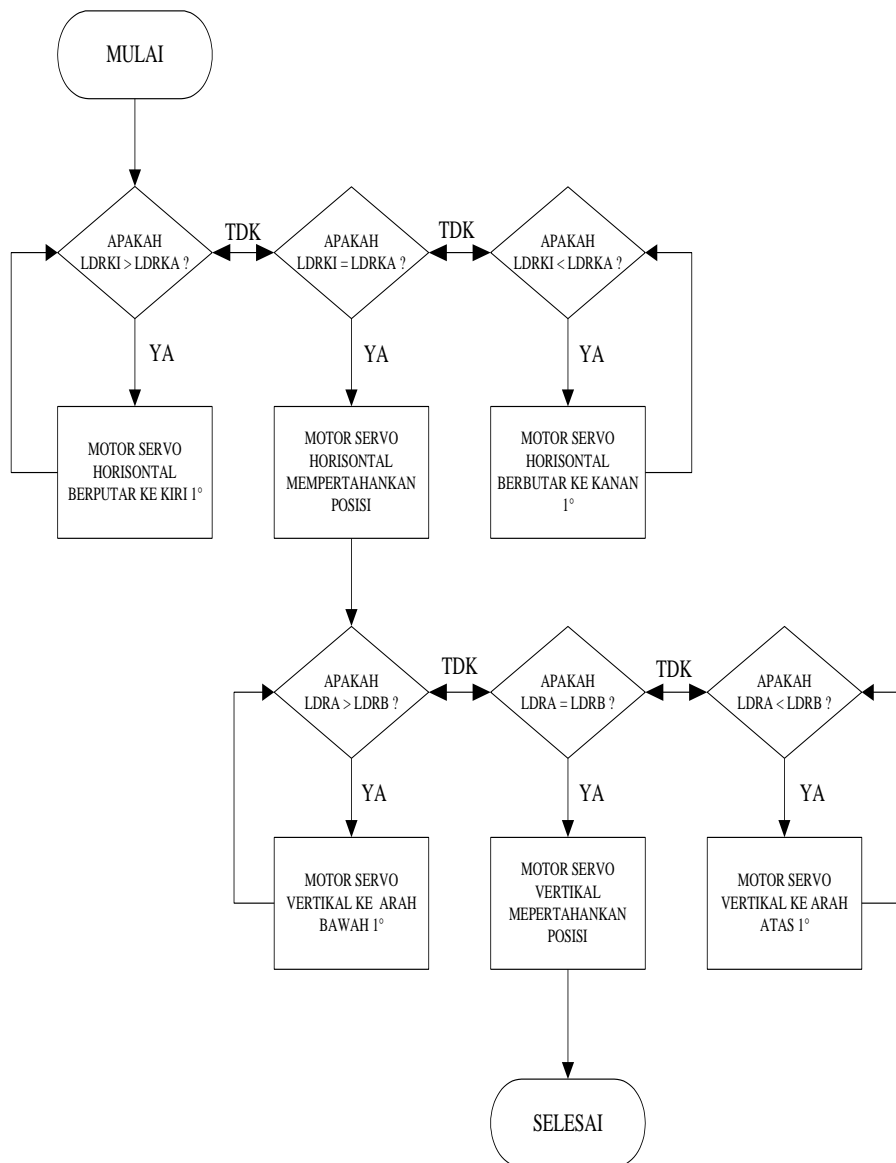 MULAI
APAKAH
LDRKI > LDRKA ?
TDK
APAKAH
LDRKI = LDRKA ?
TDK
APAKAH
LDRKI < LDRKA ?
YA
YA
YA
MOTOR SERVO
HORISONTAL
BERPUTAR KE KIRI 1°
MOTOR SERVO
HORISONTAL
MEMPERTAHANKAN
POSISI
MOTOR SERVO
HORISONTAL
BERBUTAR KE KANAN
1°
APAKAH
LDRA > LDRB ?
TDK
APAKAH
LDRA = LDRB ?
TDK
APAKAH
LDRA < LDRB ?
YA
YA
YA
MOTOR SERVO
VERTIKAL KE ARAH
BAWAH 1°
MOTOR SERVO
VERTIKAL
MEPERTAHANKAN
POSISI
MOTOR SERVO
VERTIKAL KE ARAH
ATAS 1°
SELESAI